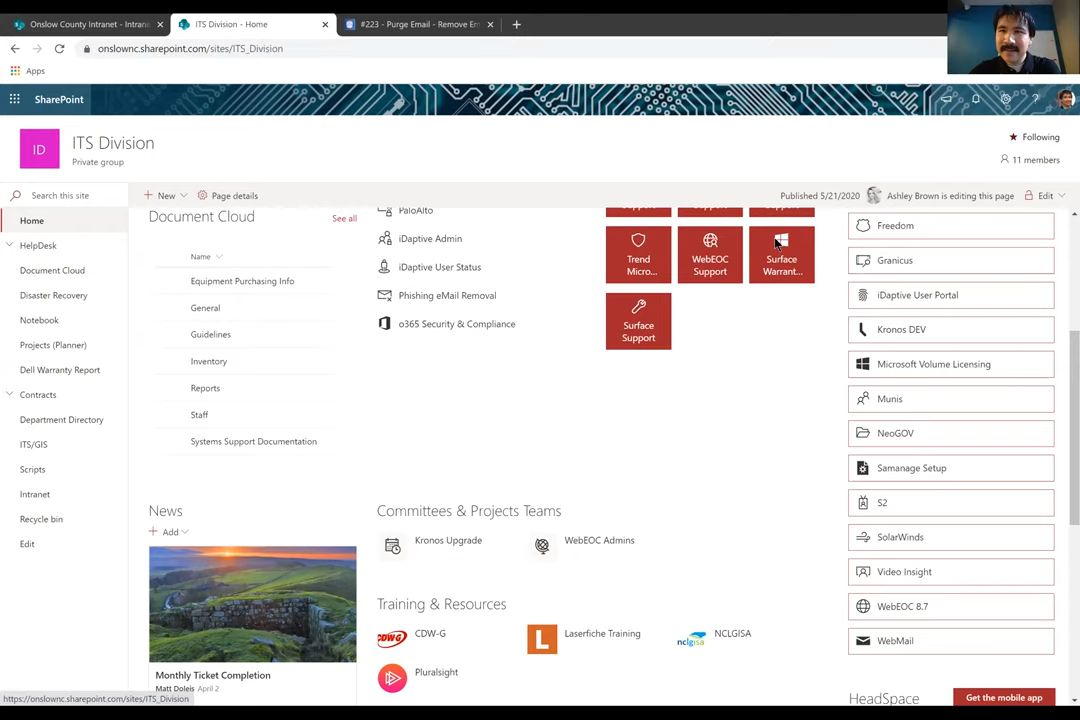 Onslow County Intranet - Intrane
ITS Division - Home
#223 - Purge Email - Remove Em
onslownc.sharepoint.com/sites/ITS_Division
Apps
SharePoint
?
ID
ITS Division
Private group
Following
11 members
Search this site
New
Page details
Published 5/21/2020
Ashley Brown is editing this page
Edit
Home
HelpDesk
Document Cloud
Disaster Recovery
Notebook
Projects (Planner)
Dell Warranty Report
Contracts
Department Directory
ITS/GIS
Scripts
Intranet
Recycle bin
Edit
Document Cloud
See all
Name
Equipment Purchasing Info
General
Guidelines
Inventory
Reports
Staff
Systems Support Documentation
PaloAlto
iDaptive Admin
iDaptive User Status
Phishing eMail Removal
o365 Security & Compliance
Trend
Micro...
WebEOC
Support
Surface
Warrant...
Surface
Support
Freedom
Granicus
iDaptive User Portal
Kronos DEV
Microsoft Volume Licensing
Munis
NeoGOV
Samanage Setup
S2
SolarWinds
Video Insight
WebEOC 8.7
WebMail
News
Add
Monthly Ticket Completion
Matt Doleis April 2
Committees & Projects Teams
Kronos Upgrade
WebEOC Admins
Training & Resources
CDW-G
CDW-G
L
Laserfiche Training
nclgisa
NCLGISA
Pluralsight
HeadSpace
Get the mobile app
https://onslownc.sharepoint.com/sites/ITS_Division